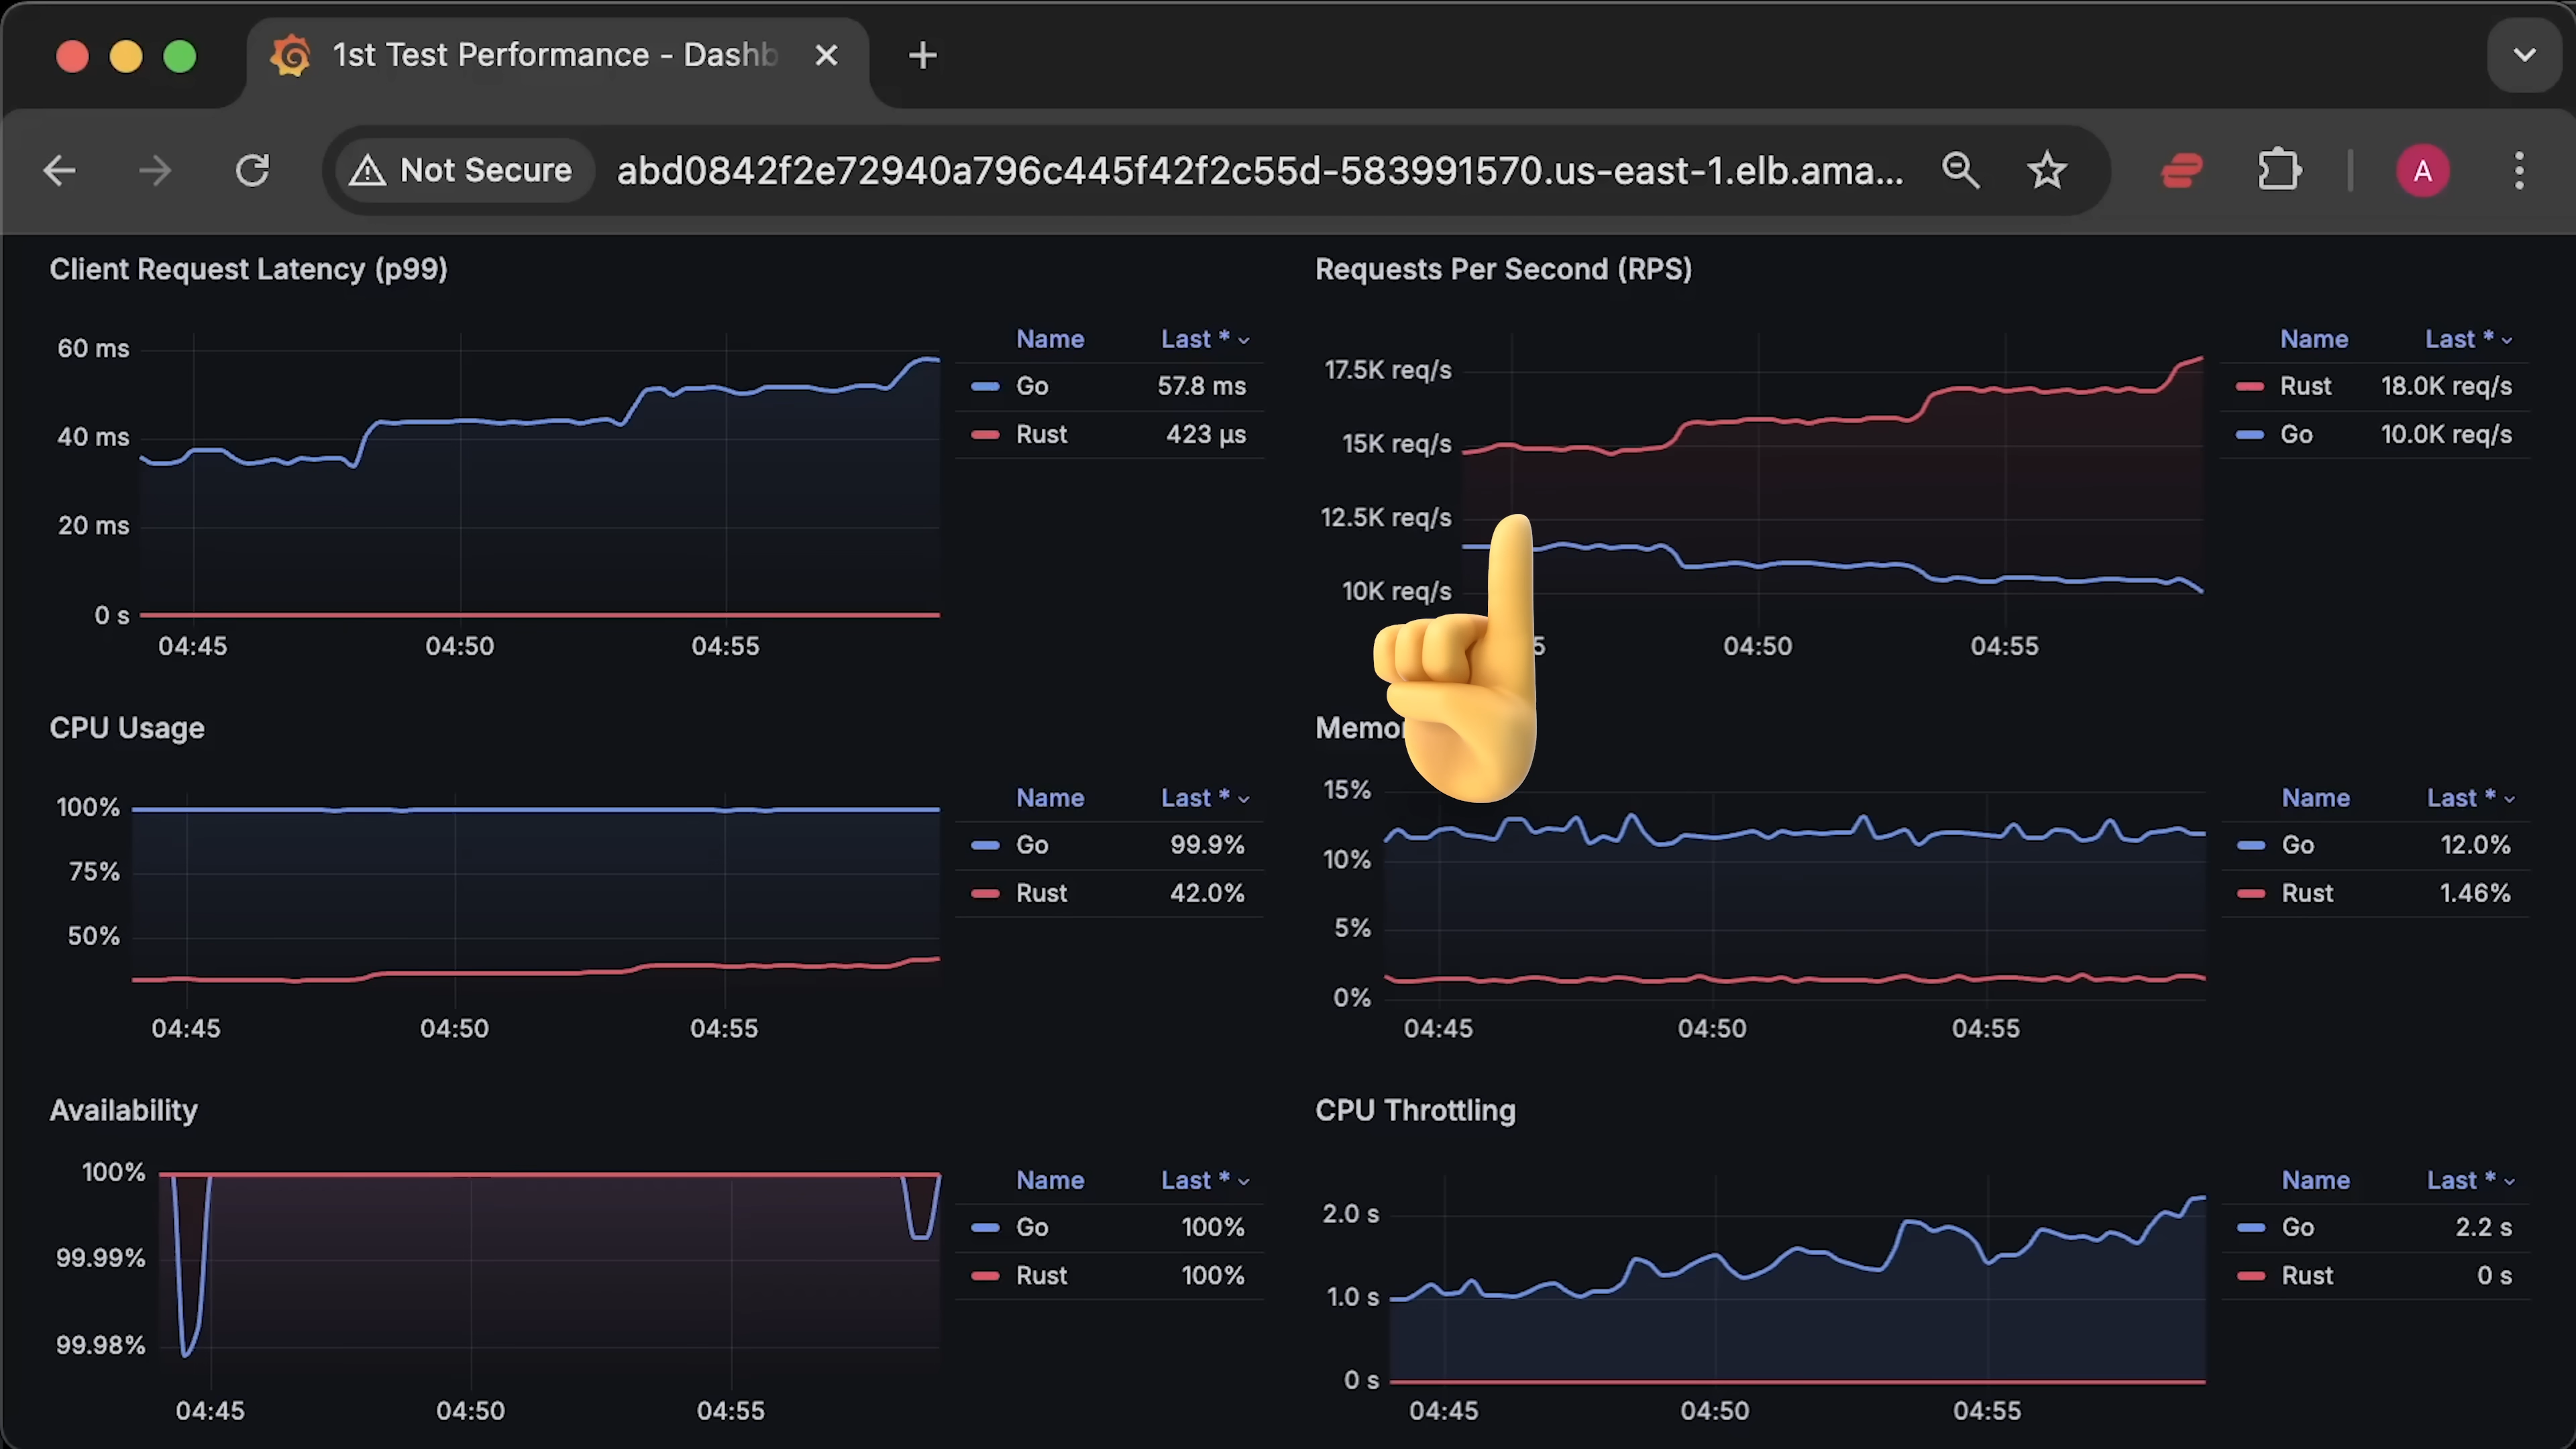 1st Test Performance - Dashb
Not Secure
abd0842f2e72940a796c445f42f2c55d-583991570.us-east-1.elb.ama...
A
Client Request Latency (p99)
60 ms
40 ms
20 ms
0 s
04:45 04:50 04:55
Name Last *
Go 57.8 ms
Rust 423 µs
Requests Per Second (RPS)
17.5K req/s
15K req/s
12.5K req/s
10K req/s
5 04:50 04:55
Name Last *
Rust 18.0K req/s
Go 10.0K req/s
CPU Usage
100%
75%
50%
04:45 04:50 04:55
Name Last *
Go 99.9%
Rust 42.0%
Memo
15%
10%
5%
0%
04:45 04:50 04:55
Name Last *
Go 12.0%
Rust 1.46%
Availability
100%
99.99%
99.98%
04:45 04:50 04:55
Name Last *
Go 100%
Rust 100%
CPU Throttling
2.0 s
1.0 s
0 s
04:45 04:50 04:55
Name Last *
Go 2.2 s
Rust 0 s